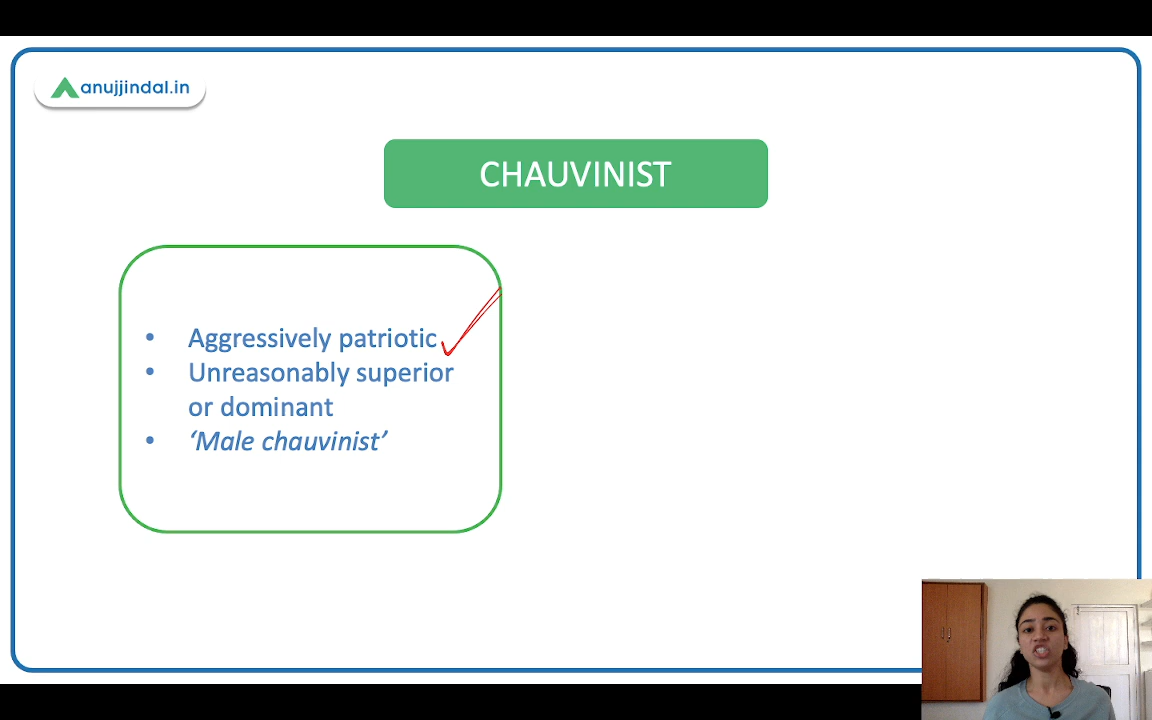 anujjindal.in
CHAUVINIST
• Aggressively patriotic
• Unreasonably superior
or dominant
• ‘Male chauvinist’